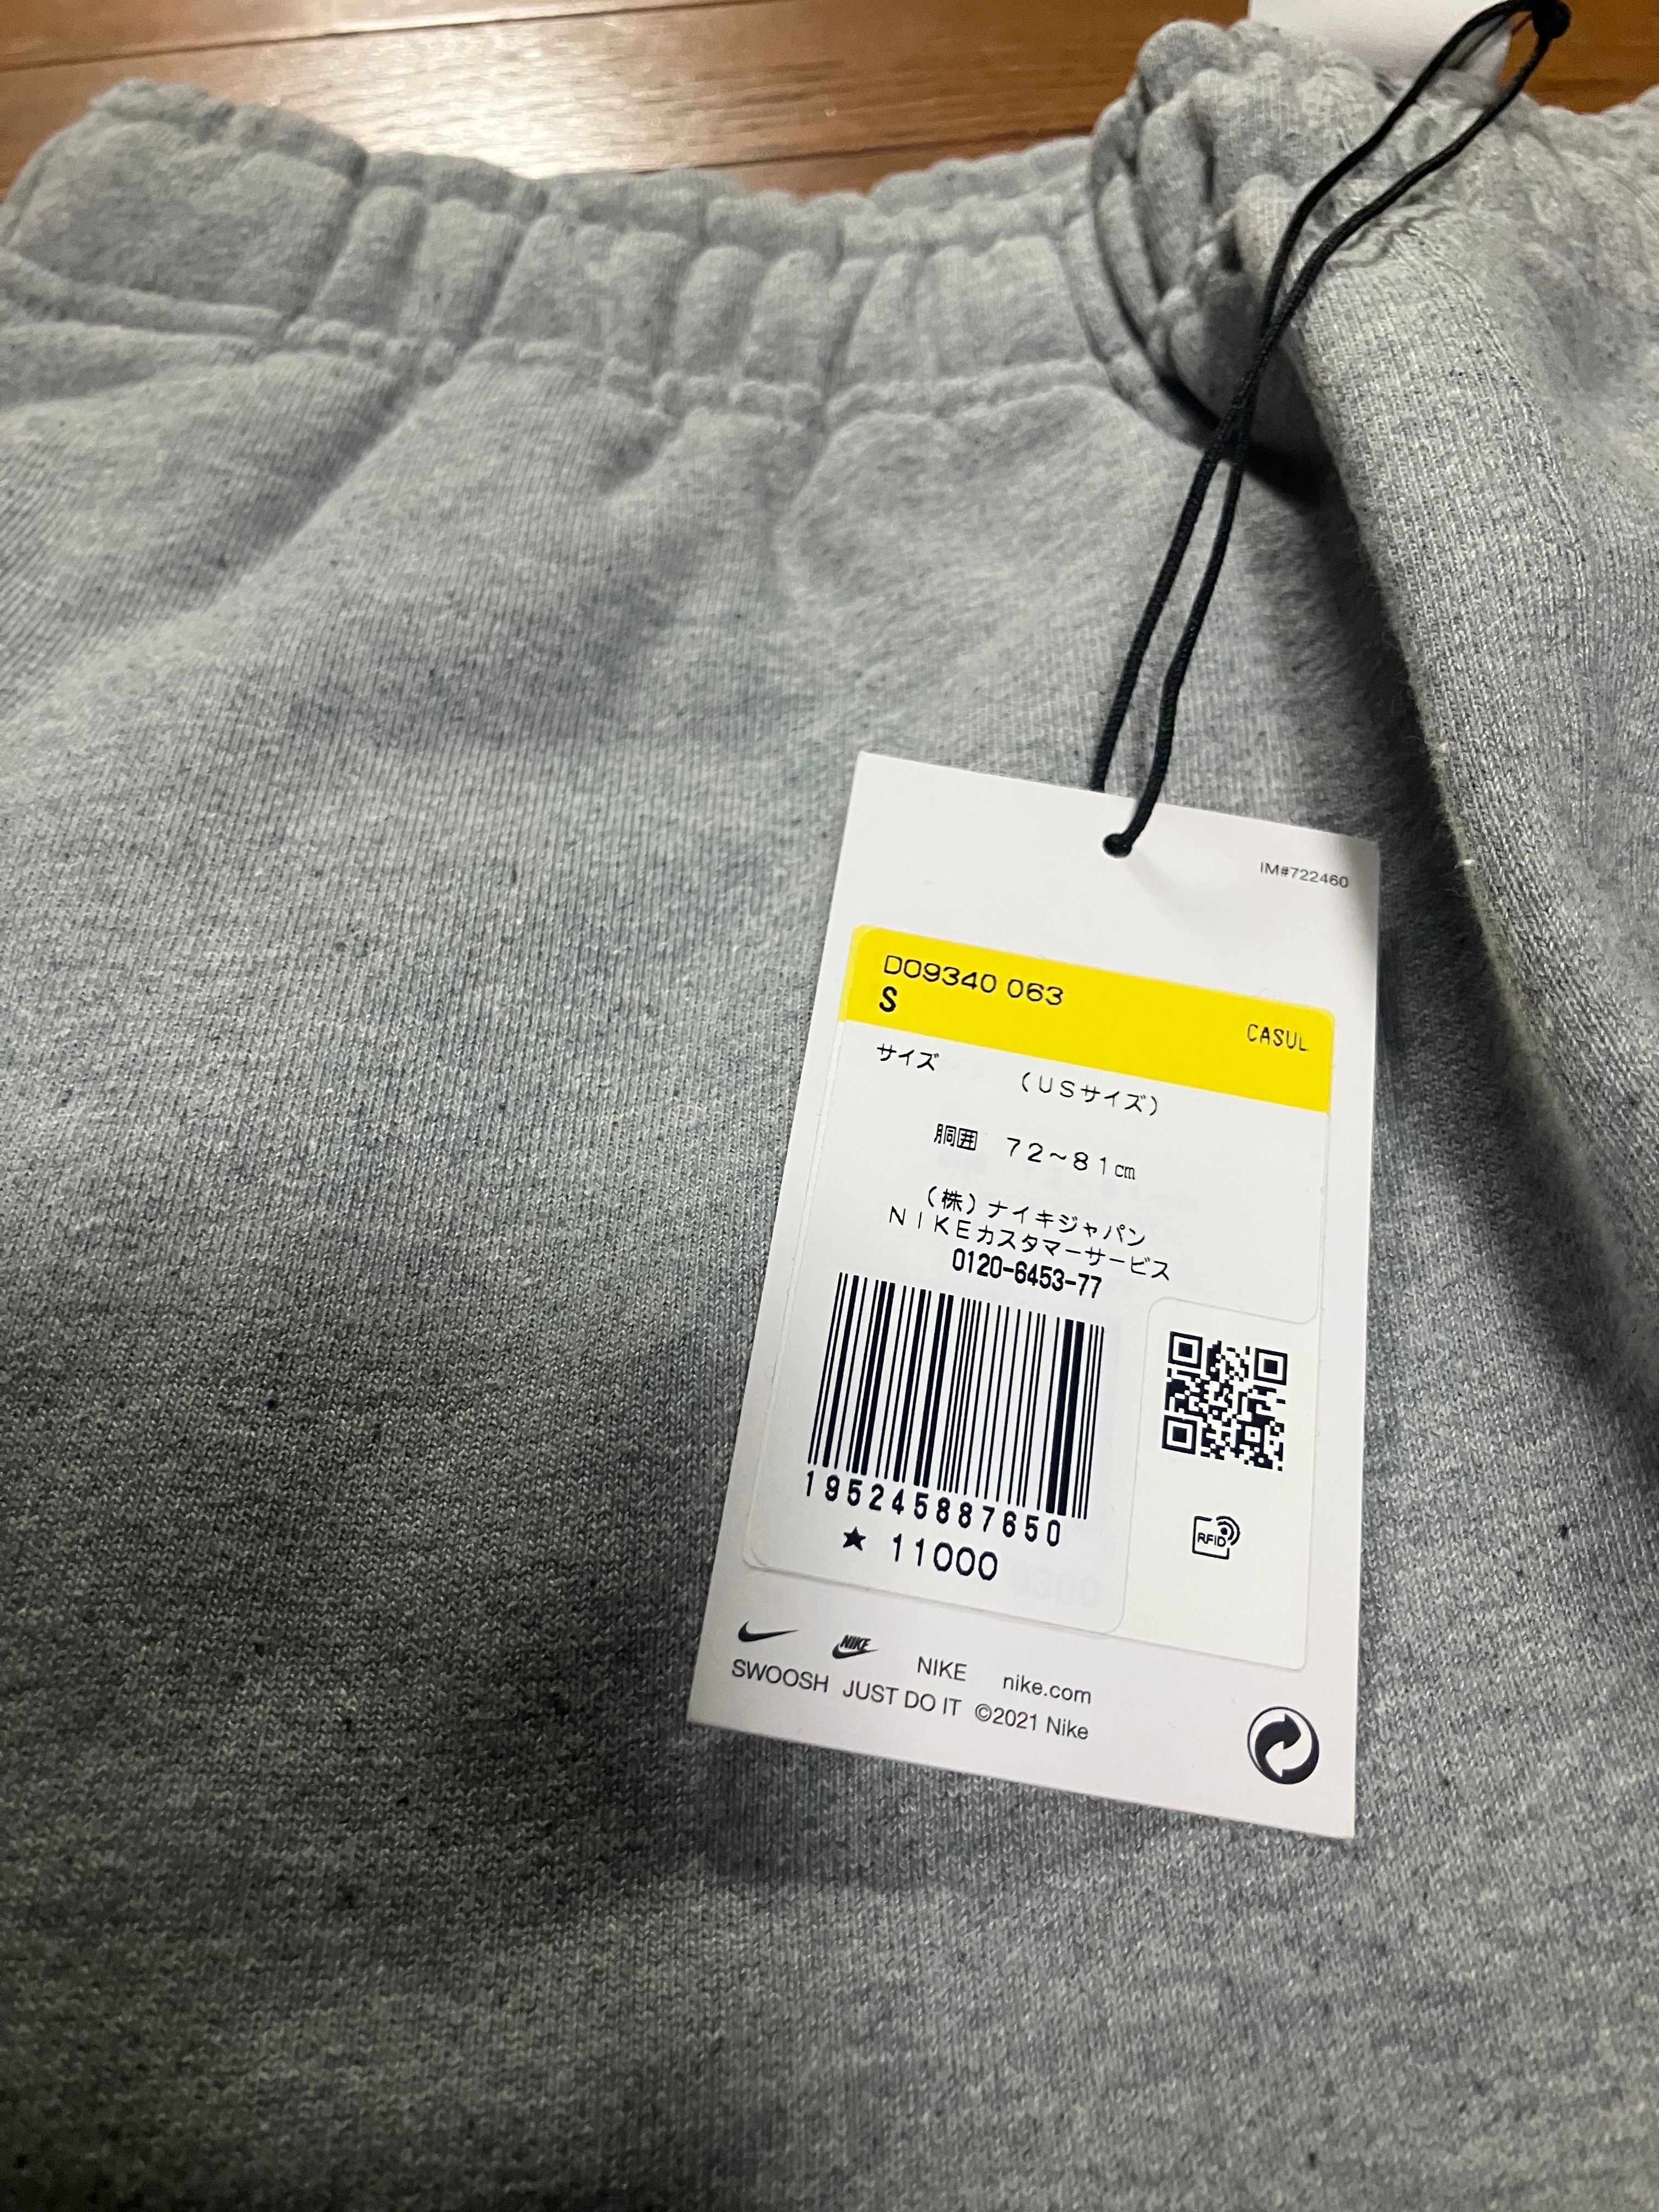 IM#722460
DO9340 063
S
CASUL
サイズ (USサイズ)
胴囲 72~81cm
(株)ナイキジャパン
NIKEカスタマーサービス
0120-6453-77
195245887650
★ 11000
RFID
NIKE NIKE nike.com
SWOOSH JUST DO IT ©2021 Nike